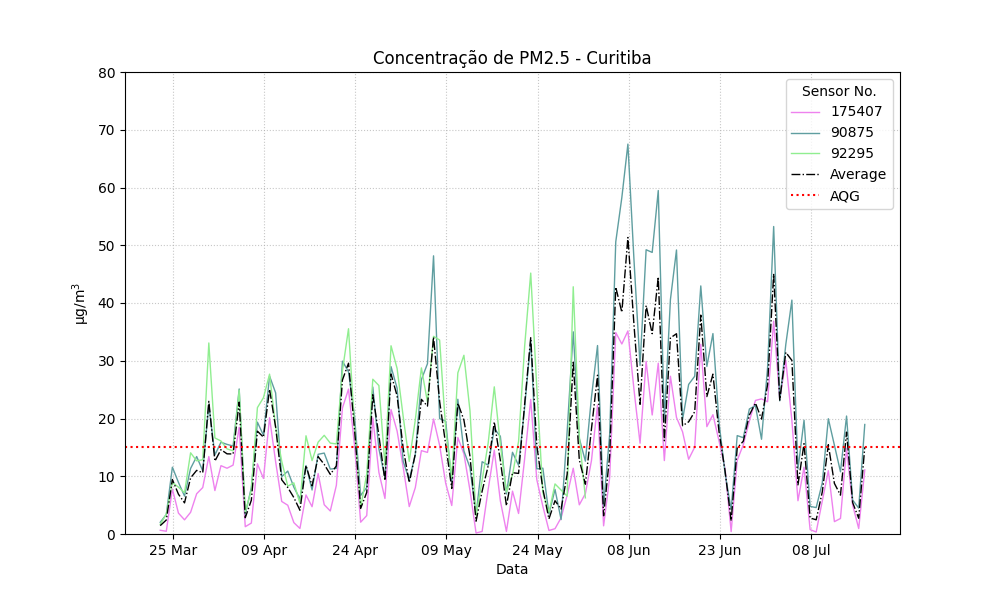 Concentração de PM2.5 - Curitiba
80
70
60
50
40
30
20
10
0
µg/m³
25 Mar
09 Apr
24 Apr
09 May
24 May
08 Jun
23 Jun
08 Jul
Data
Sensor No.
175407
90875
92295
Average
AQG